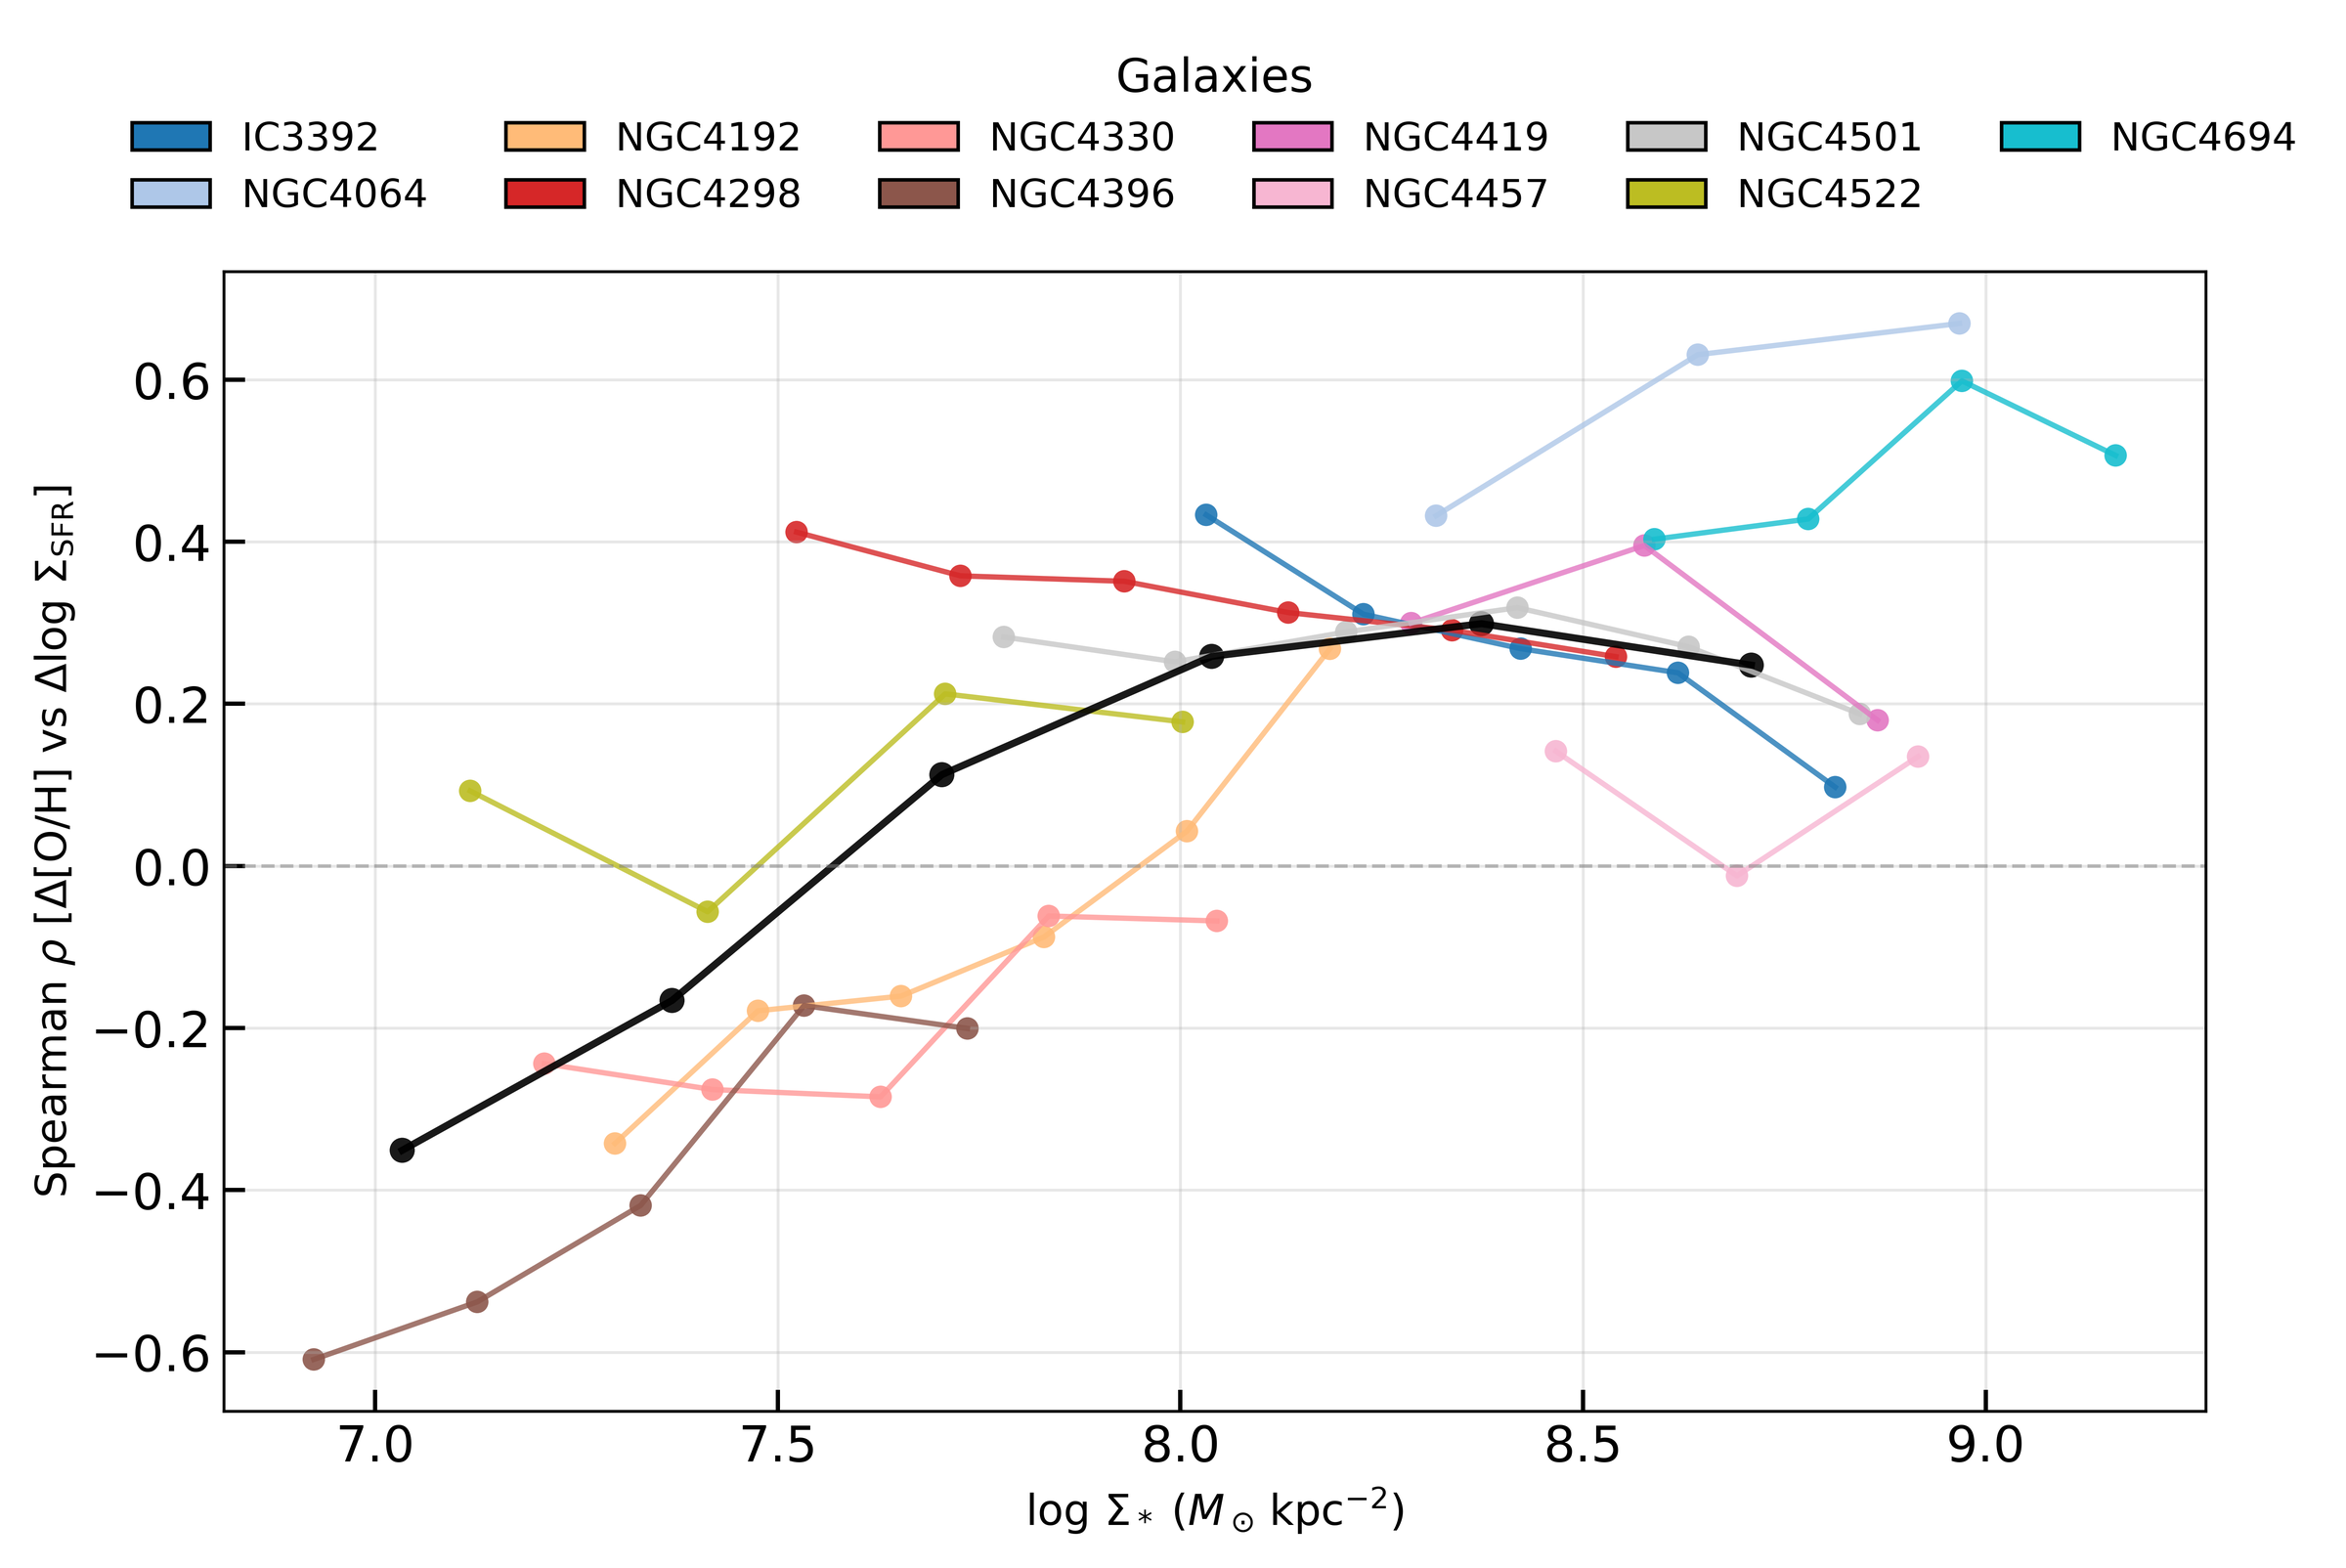 Galaxies
IC3392 NGC4192 NGC4330 NGC4419 NGC4501 NGC4694
NGC4064 NGC4298 NGC4396 NGC4457 NGC4522
Spearman ρ [Δ[O/H] vs Δlog Σ_SFR]
0.6
0.4
0.2
0.0
−0.2
−0.4
−0.6
7.0 7.5 8.0 8.5 9.0
log Σ_* (M_⊙ kpc⁻²)